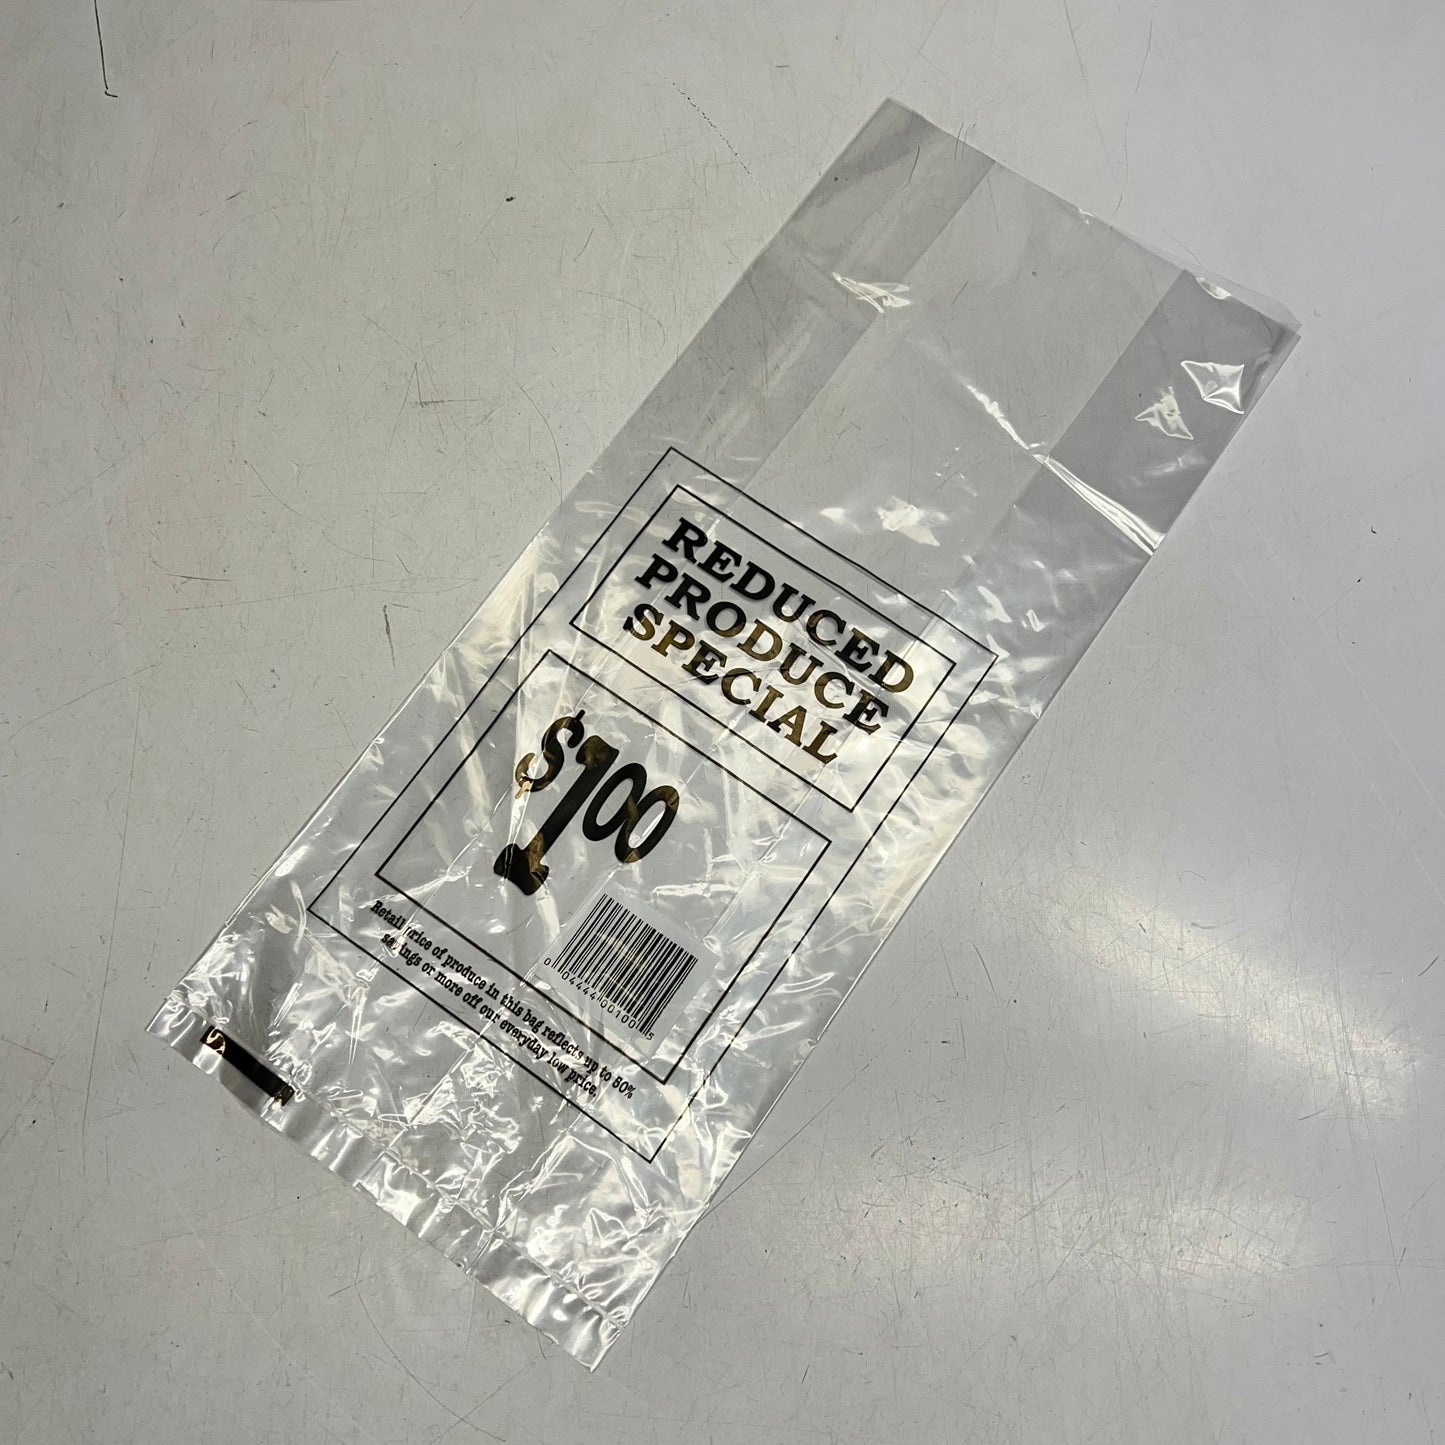 REDUCED
PRODUCE
SPECIAL
$1.00
0 04444 00100 5
Retail price of produce in this bag reflects up to 50%
savings or more off our everyday low price.